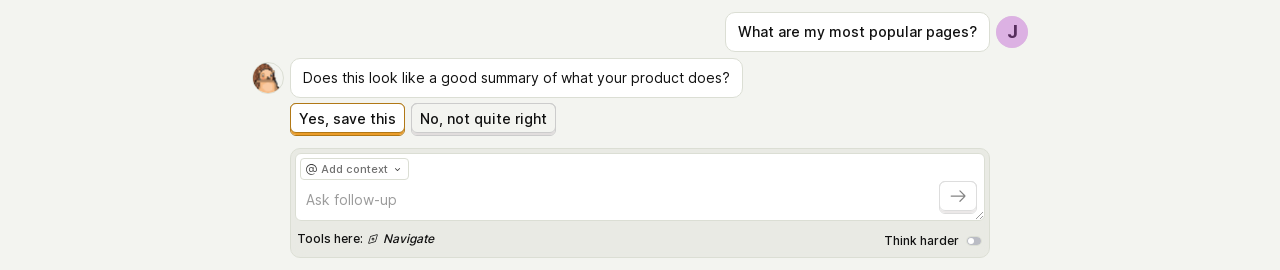 What are my most popular pages?
J
Does this look like a good summary of what your product does?
Yes, save this
No, not quite right
@ Add context
Ask follow-up
Tools here: Navigate
Think harder